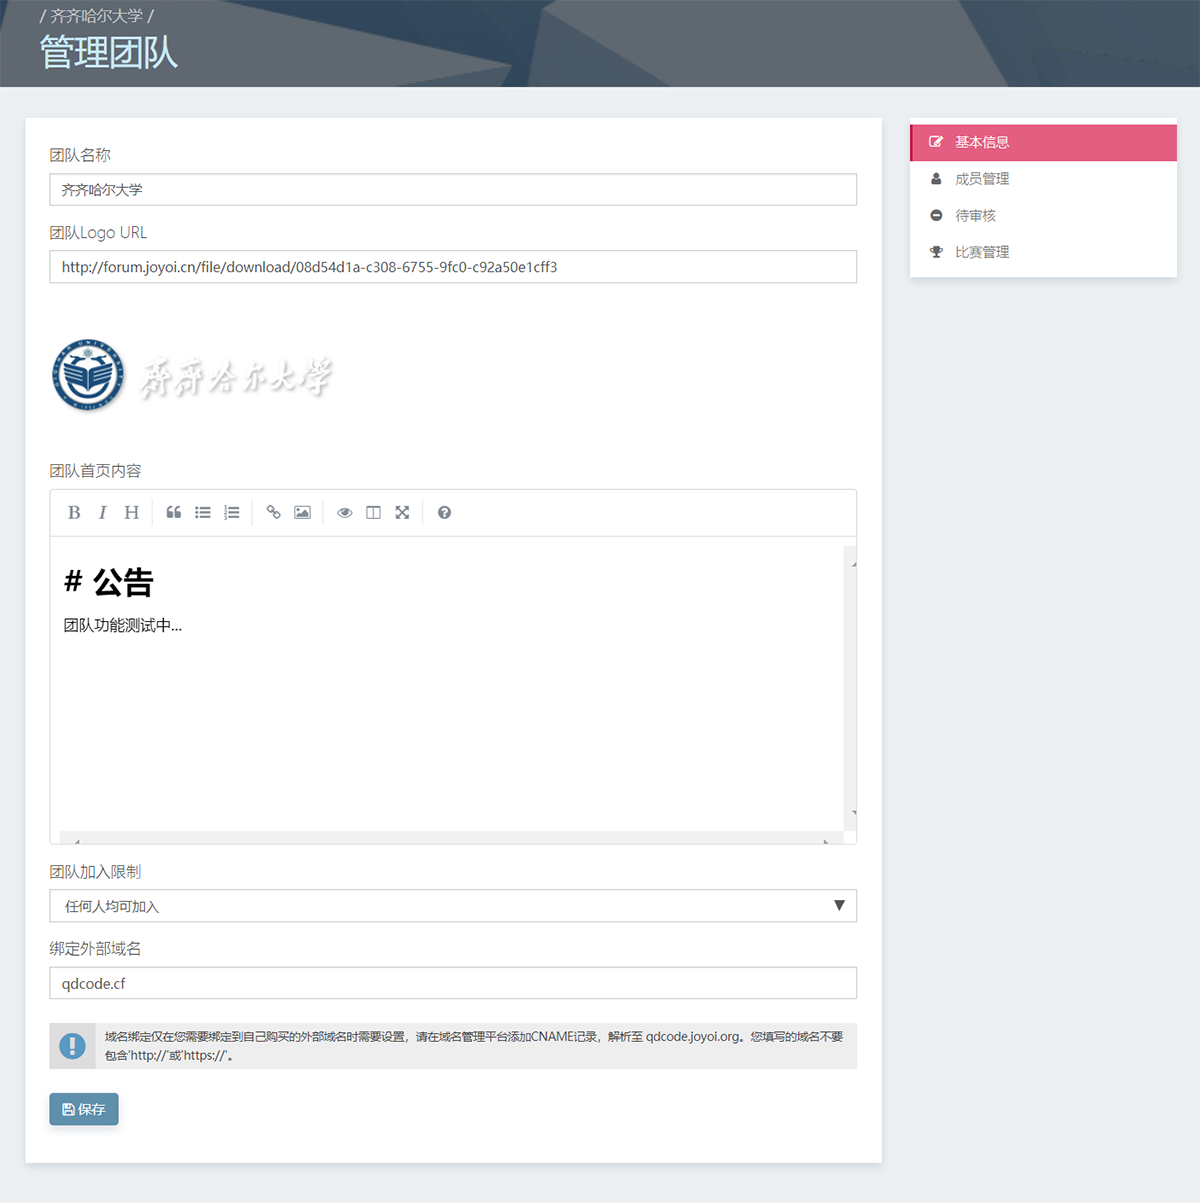 / 齐齐哈尔大学 /
管理团队
团队名称
齐齐哈尔大学
团队Logo URL
http://forum.joyoi.cn/file/download/08d54d1a-c308-6755-9fc0-c92a50e1cff3
齐齐哈尔大学
团队首页内容
B I H
# 公告
团队功能测试中...
团队加入限制
任何人均可加入
绑定外部域名
qdcode.cf
域名绑定仅在您需要绑定到自己购买的外部域名时需要设置，请在域名管理平台添加CNAME记录，解析至 qdcode.joyoi.org。您填写的域名不要
包含'http://'或'https://'。
保存
基本信息
成员管理
待审核
比赛管理